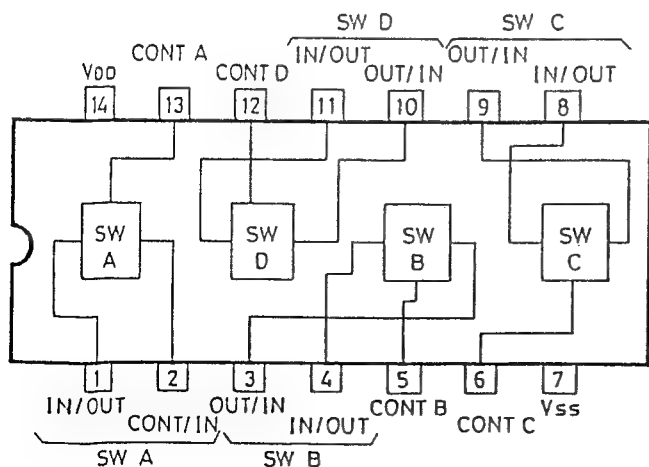 SW D SW C
CONT A IN/OUT OUT/IN
VDD CONT D OUT/IN IN/OUT
14 13 12 11 10 9 8
SW A
SW D
SW B
SW C
1 2 3 4 5 6 7
IN/OUT OUT/IN CONT B VSS
CONT/IN IN/OUT CONT C
SW A SW B